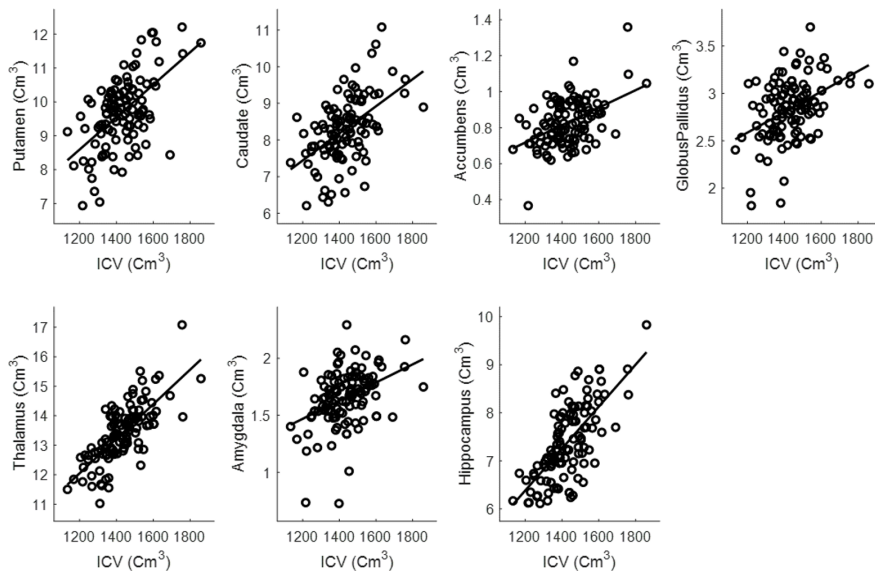 12
11
10
9
8
7
Putamen (Cm³)
1200 1400 1600 1800
ICV (Cm³)
11
10
9
8
7
6
Caudate (Cm³)
1200 1400 1600 1800
ICV (Cm³)
1.4
1.2
1
0.8
0.6
0.4
Accumbens (Cm³)
1200 1400 1600 1800
ICV (Cm³)
3.5
3
2.5
2
GlobusPallidus (Cm³)
1200 1400 1600 1800
ICV (Cm³)
17
16
15
14
13
12
11
Thalamus (Cm³)
1200 1400 1600 1800
ICV (Cm³)
2
1.5
1
Amygdala (Cm³)
1200 1400 1600 1800
ICV (Cm³)
10
9
8
7
6
Hippocampus (Cm³)
1200 1400 1600 1800
ICV (Cm³)